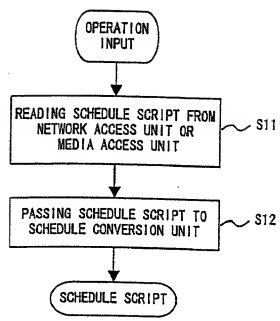 OPERATION
INPUT
READING SCHEDULE SCRIPT FROM
NETWORK ACCESS UNIT OR
MEDIA ACCESS UNIT
S11
PASSING SCHEDULE SCRIPT TO
SCHEDULE CONVERSION UNIT
S12
SCHEDULE SCRIPT